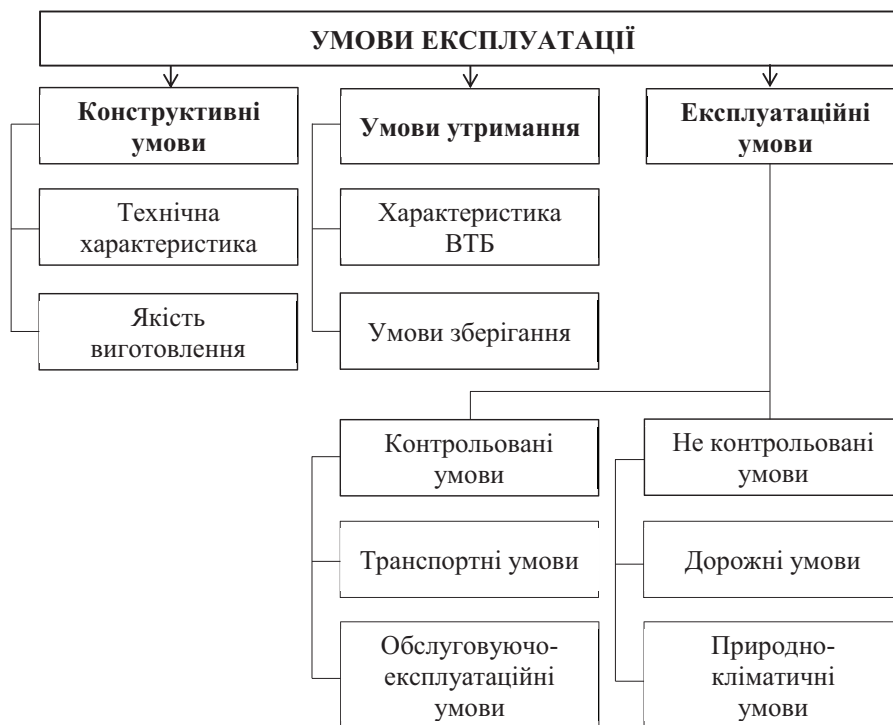 УМОВИ ЕКСПЛУАТАЦІЇ
Конструктивні
умови
Технічна
характеристика
Якість
виготовлення
Умови утримання
Характеристика
ВТБ
Умови зберігання
Експлуатаційні
умови
Контрольовані
умови
Транспортні умови
Обслуговуючо-
експлуатаційні
умови
Не контрольовані
умови
Дорожні умови
Природно-
кліматичні
умови